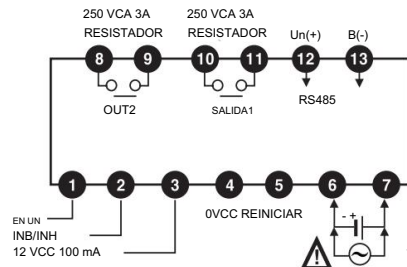 250 VCA 3A 250 VCA 3A
RESISTADOR RESISTADOR Un(+) B(-)
8 9 10 11 12 13
OUT2 SALIDA1 RS485
1 2 3 4 5 6 7
EN UN 0VCC REINICIAR - +
INB/INH
12 VCC 100 mA